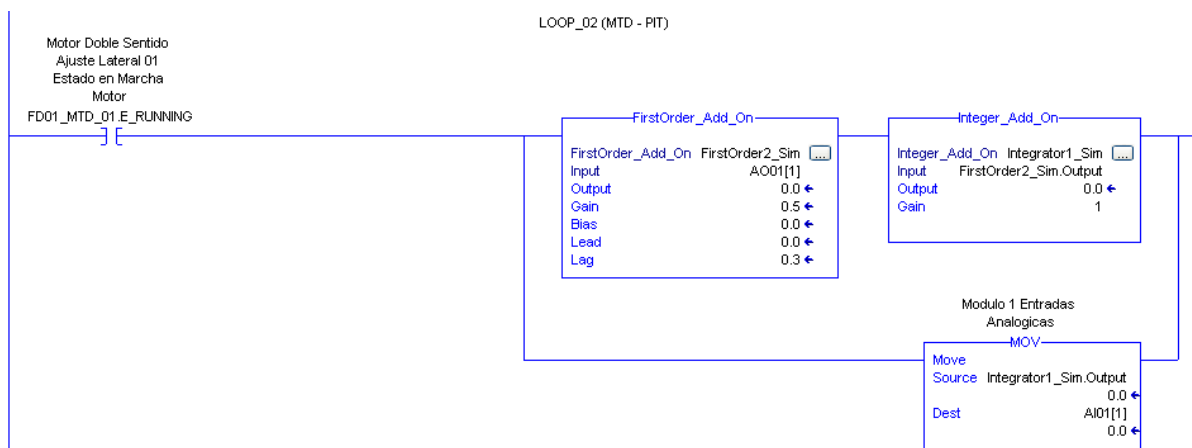 LOOP_02 (MTD - PIT)
Motor Doble Sentido
Ajuste Lateral 01
Estado en Marcha
Motor
FD01_MTD_01.E_RUNNING
FirstOrder_Add_On
FirstOrder_Add_On FirstOrder2_Sim ...
Input AO01[1]
Output 0.0
Gain 0.5
Bias 0.0
Lead 0.0
Lag 0.3
Integer_Add_On
Integer_Add_On Integrator1_Sim ...
Input FirstOrder2_Sim.Output
Output 0.0
Gain 1
Modulo 1 Entradas
Analogicas
MOV
Move
Source Integrator1_Sim.Output
0.0
Dest AI01[1]
0.0